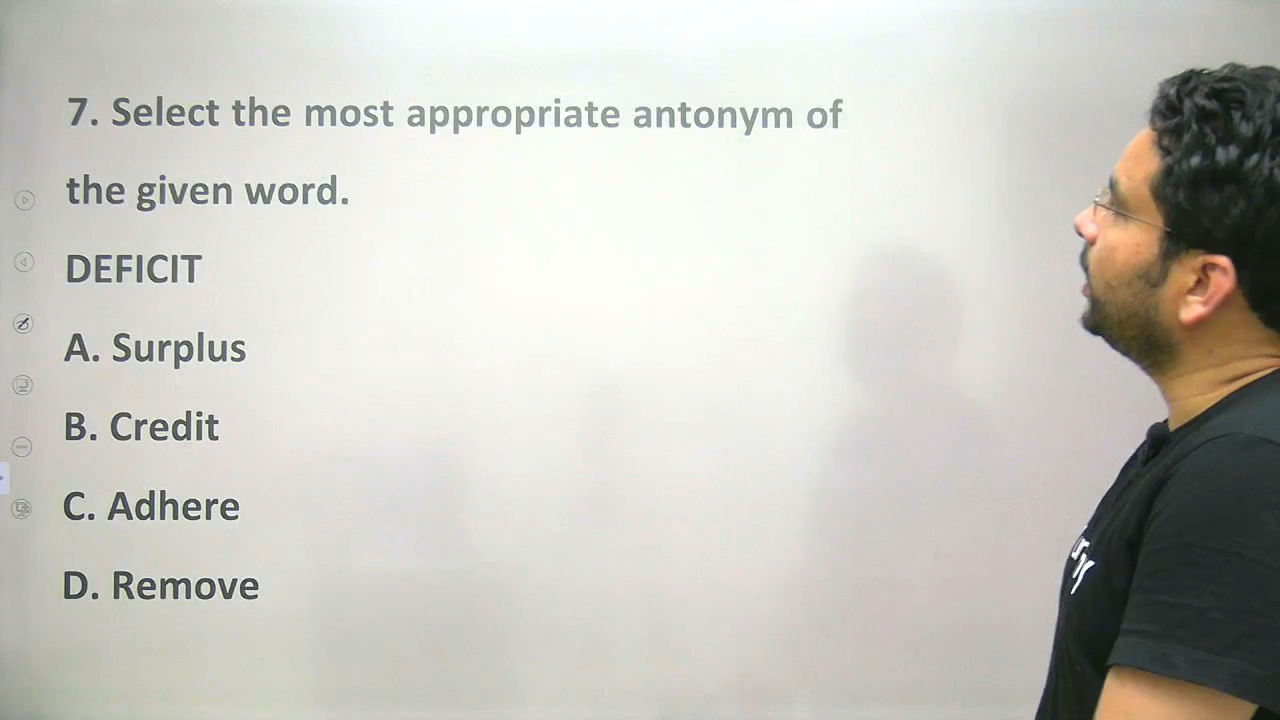 7. Select the most appropriate antonym of
the given word.
DEFICIT
A. Surplus
B. Credit
C. Adhere
D. Remove